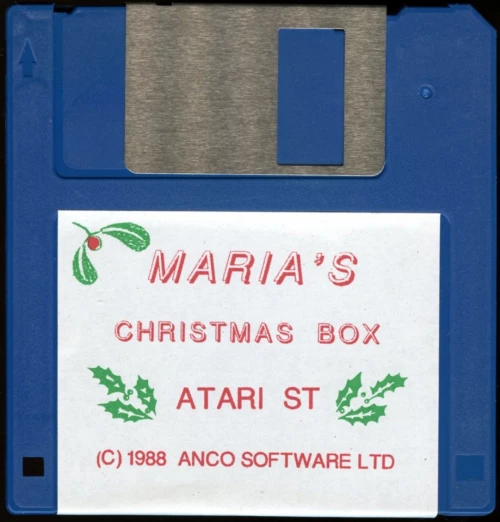 MARIA'S
CHRISTMAS BOX
ATARI ST
(C) 1988 ANCO SOFTWARE LTD